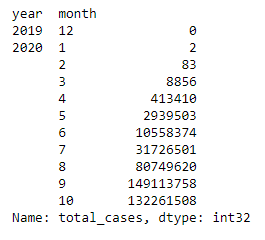 year month
2019 12 0
2020 1 2
2 83
3 8856
4 413410
5 2939503
6 10558374
7 31726501
8 80749620
9 149113758
10 132261508
Name: total_cases, dtype: int32